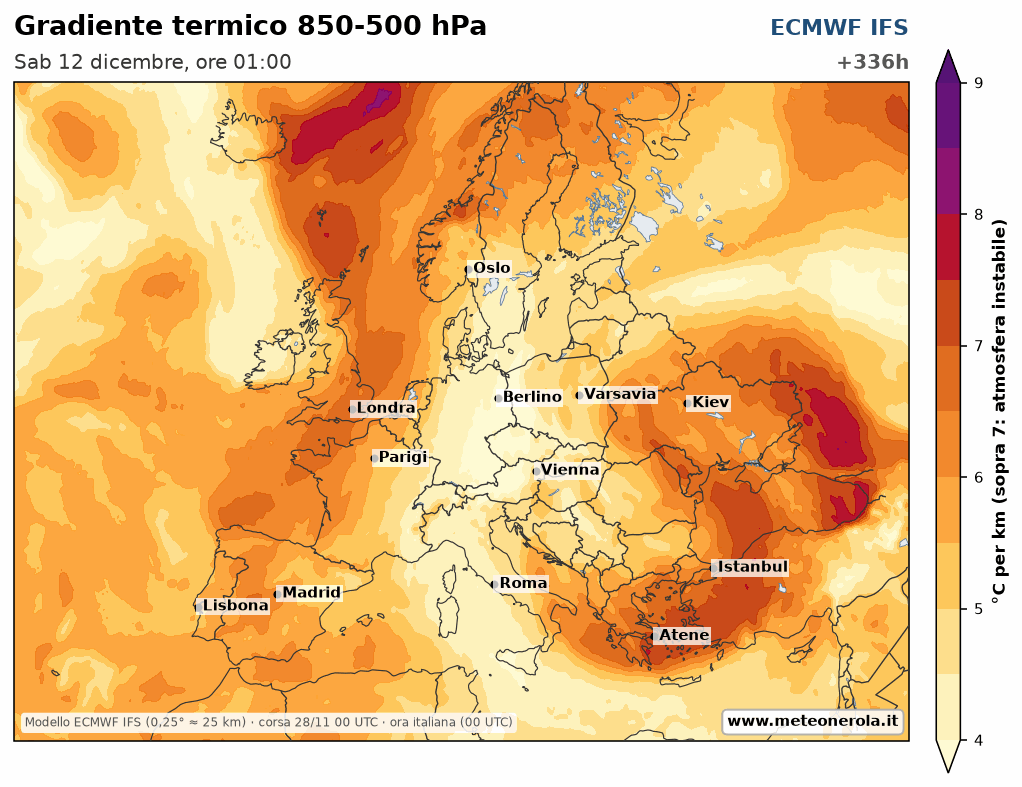 Gradiente termico 850-500 hPa
ECMWF IFS
Sab 12 dicembre, ore 01:00
+336h
Oslo
Berlino
Varsavia
Kiev
Londra
Parigi
Vienna
Istanbul
Roma
Madrid
Lisbona
Atene
Modello ECMWF IFS (0,25° ≈ 25 km) · corsa 28/11 00 UTC · ora italiana (00 UTC)
www.meteonerola.it
9
8
7
6
5
4
°C per km (sopra 7: atmosfera instabile)